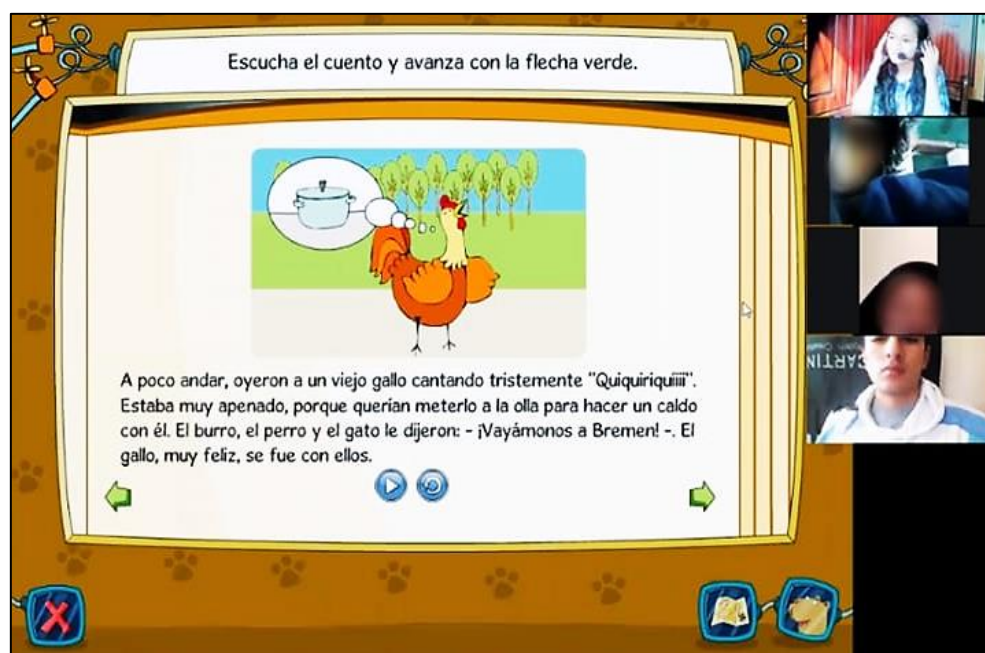 Escucha el cuento y avanza con la flecha verde.
A poco andar, oyeron a un viejo gallo cantando tristemente "Quiquiriquiiii".
Estaba muy apenado, porque querían meterlo a la olla para hacer un caldo
con él. El burro, el perro y el gato le dijeron: - ¡Vayámonos a Bremen! -. El
gallo, muy feliz, se fue con ellos.